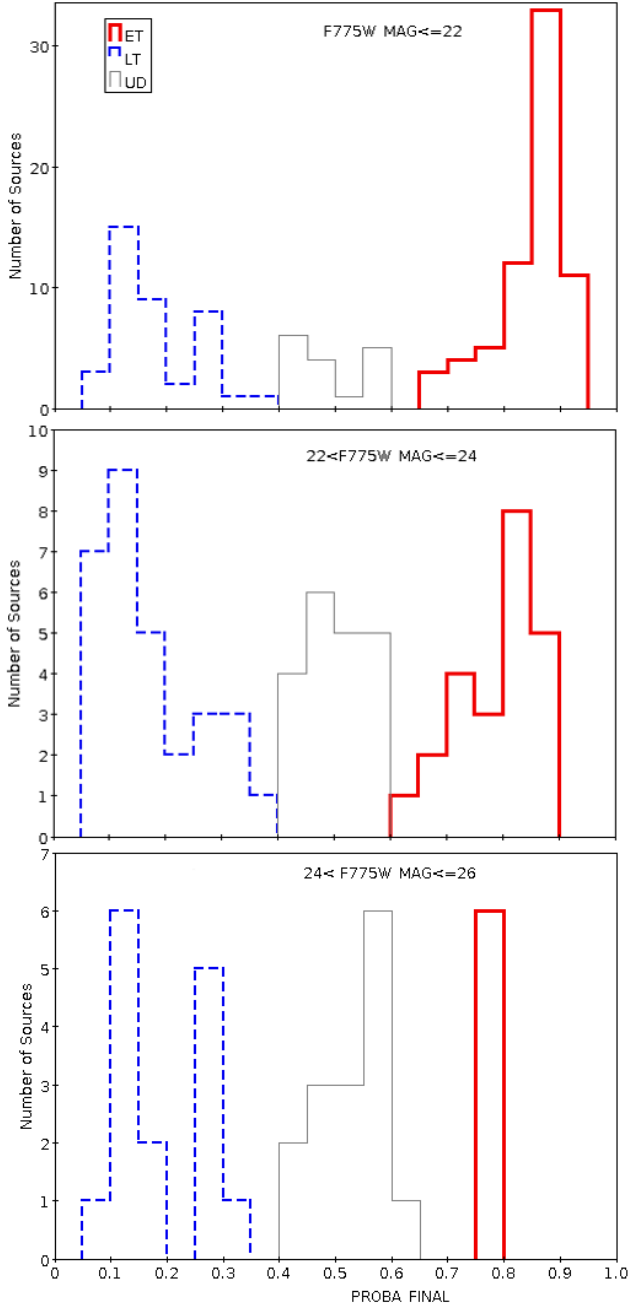 F775W MAG<=22
ET
LT
UD
30
20
10
0
Number of Sources
22<F775W MAG<=24
10
9
8
7
6
5
4
3
2
1
0
Number of Sources
24< F775W MAG<=26
7
6
5
4
3
2
1
0
Number of Sources
0 0.1 0.2 0.3 0.4 0.5 0.6 0.7 0.8 0.9 1.0
PROBA FINAL